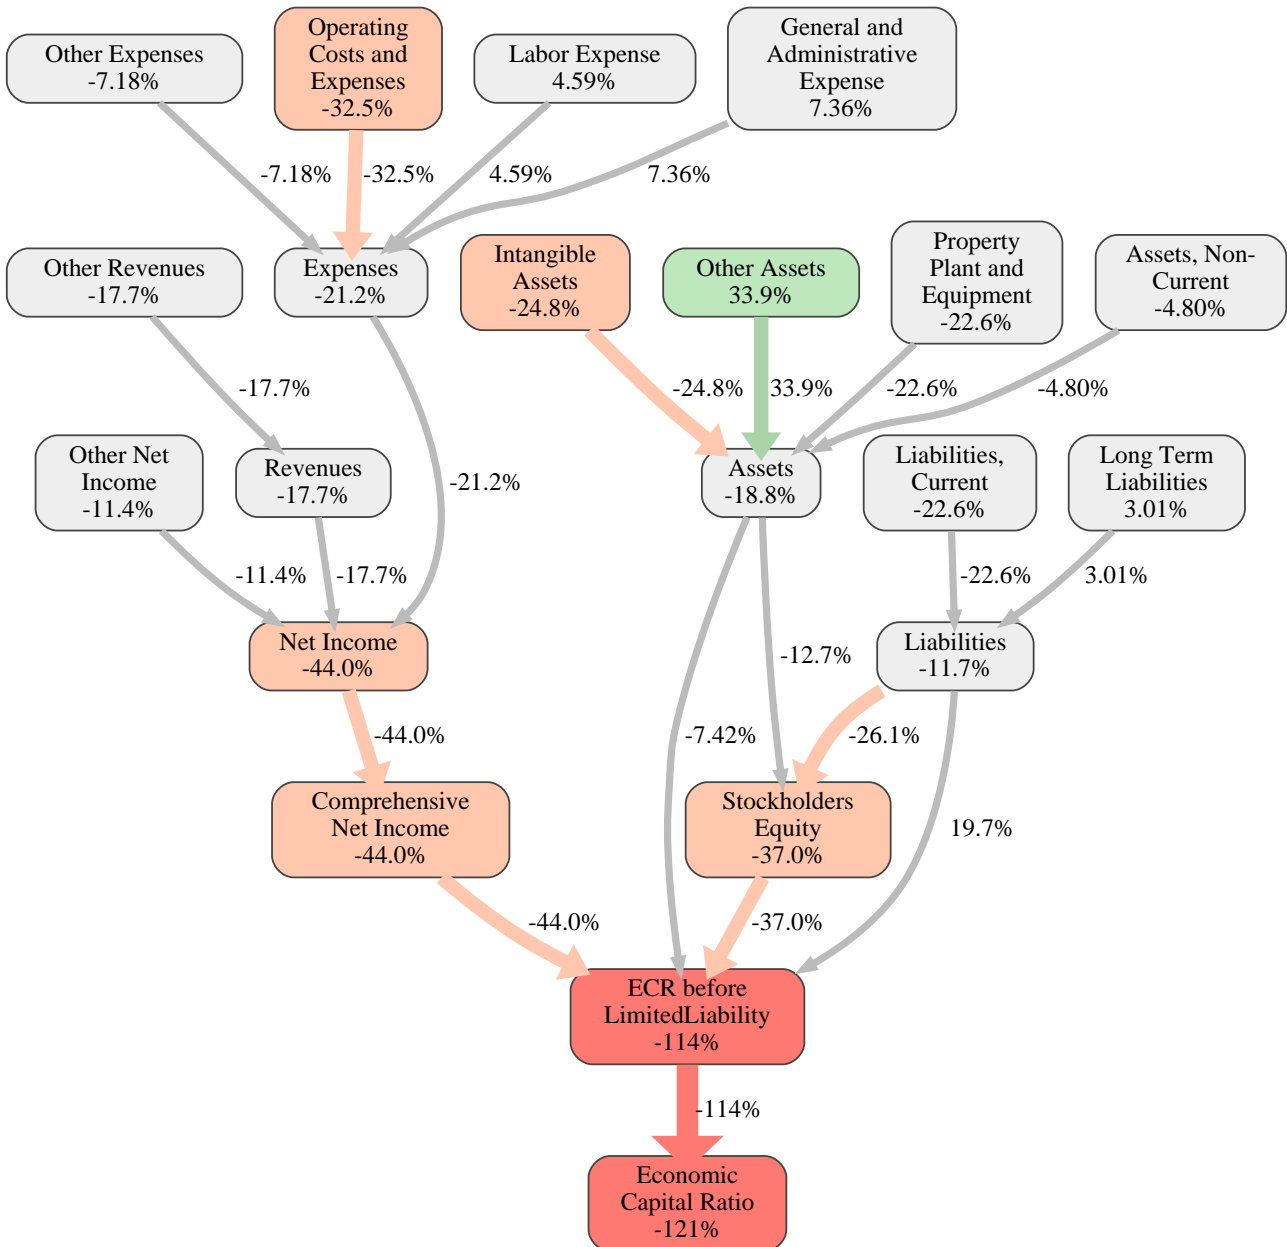 Other Expenses
-7.18%
Operating
Costs and
Expenses
-32.5%
Labor Expense
4.59%
General and
Administrative
Expense
7.36%
-7.18%
-32.5%
4.59%
7.36%
Other Revenues
-17.7%
Expenses
-21.2%
Intangible
Assets
-24.8%
Other Assets
33.9%
Property
Plant and
Equipment
-22.6%
Assets, Non-
Current
-4.80%
-17.7%
-24.8%
33.9%
-22.6%
-4.80%
Other Net
Income
-11.4%
Revenues
-17.7%
-21.2%
Assets
-18.8%
Liabilities,
Current
-22.6%
Long Term
Liabilities
3.01%
-11.4%
-17.7%
-22.6%
3.01%
Net Income
-44.0%
-12.7%
Liabilities
-11.7%
-44.0%
-7.42%
-26.1%
Comprehensive
Net Income
-44.0%
Stockholders
Equity
-37.0%
19.7%
-44.0%
-37.0%
ECR before
LimitedLiability
-114%
-114%
Economic
Capital Ratio
-121%